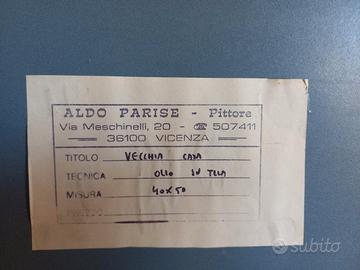 ALDO PARISE - Pittore
Via Meschinelli, 20 - ☎ 507411
36100 VICENZA
TITOLO VECCHIA CASA
TECNICA OLIO SU TELA
MISURA 40x50
subito